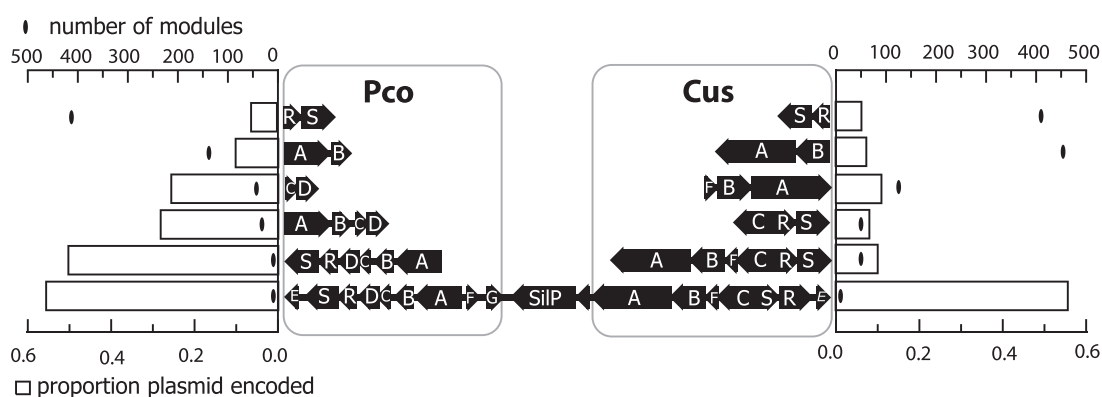 number of modules
500 400 300 200 100 0
0 100 200 300 400 500
Pco
Cus
R S
S R
A B
A B
C D
F B A
A B C D
C R S
S R D C B A
A B F C R S
E S R D C B A F G SilP A B F C S R E
0.6 0.4 0.2 0.0
0.0 0.2 0.4 0.6
proportion plasmid encoded